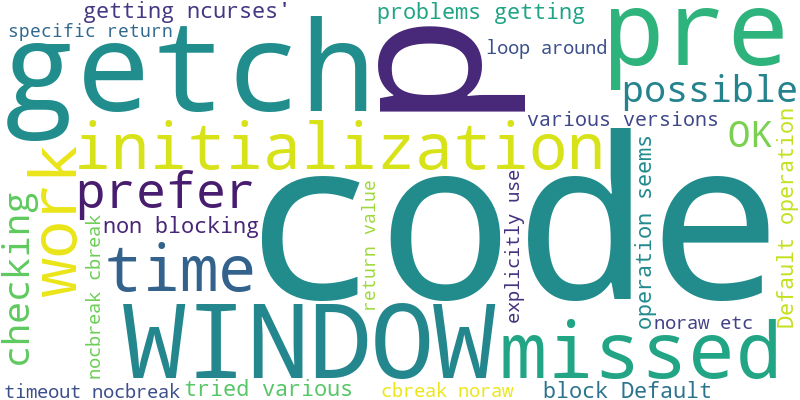 getting ncurses'
problems getting
pre
specific return
getch
p
loop around
possible
various versions
OK
initialization
work
prefer
code
checking
non blocking
nocbreak cbreak
time
return value
explicitly use
operation seems
Default operation
WINDOW
missed
noraw etc
timeout nocbreak
tried various
cbreak noraw
block Default